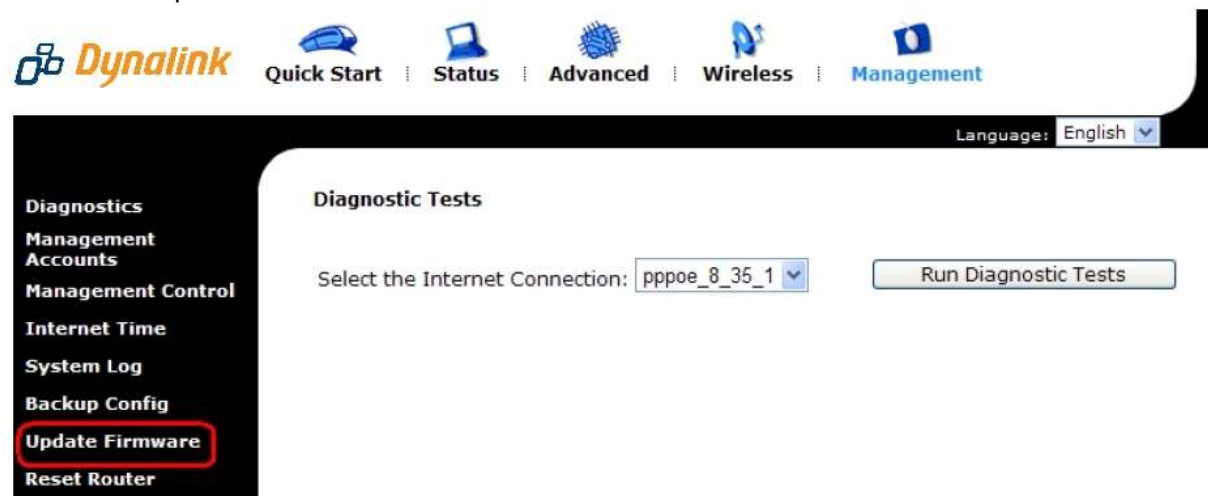 Dynalink
Quick Start
Status
Advanced
Wireless
Management
Language: English
Diagnostics
Management
Accounts
Management Control
Internet Time
System Log
Backup Config
Update Firmware
Reset Router
Diagnostic Tests
Select the Internet Connection: pppoe_8_35_1 Run Diagnostic Tests